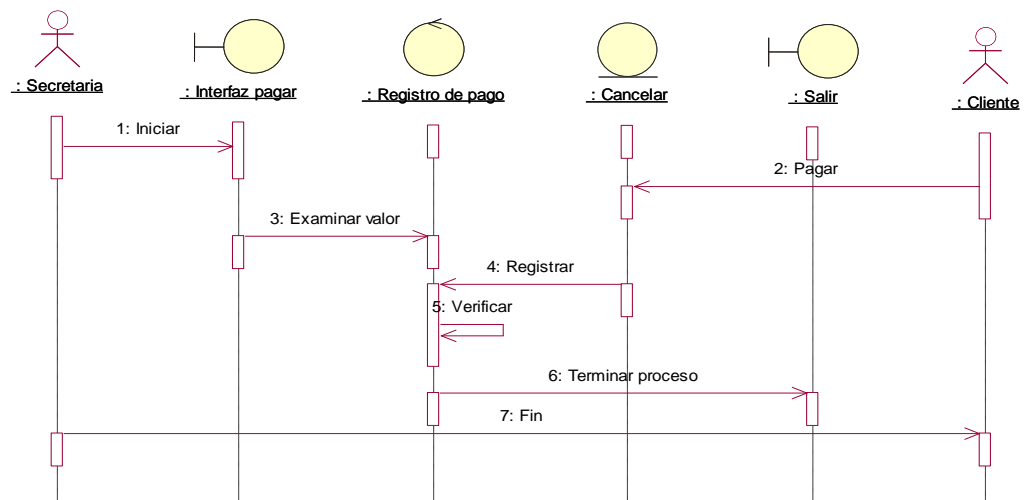 : Secretaria
: Interfaz pagar
: Registro de pago
: Cancelar
: Salir
: Cliente
1: Iniciar
2: Pagar
3: Examinar valor
4: Registrar
5: Verificar
6: Terminar proceso
7: Fin